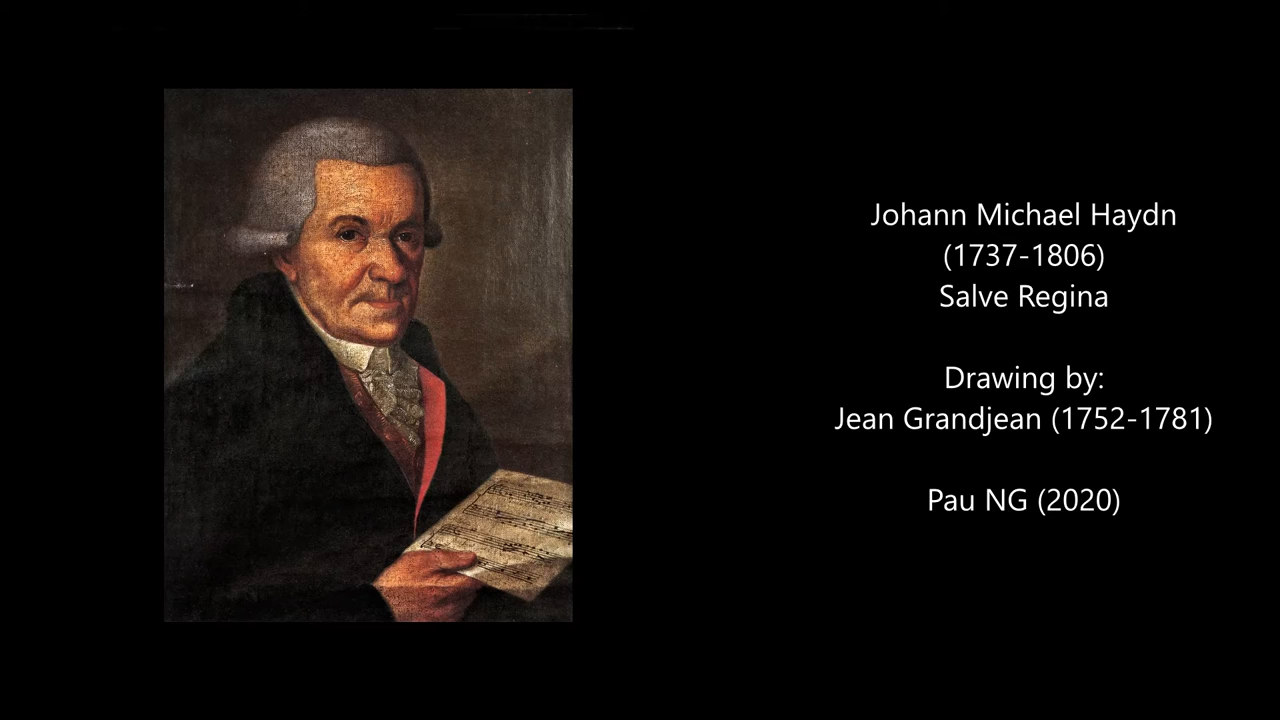 Johann Michael Haydn
(1737-1806)
Salve Regina
Drawing by:
Jean Grandjean (1752-1781)
Pau NG (2020)